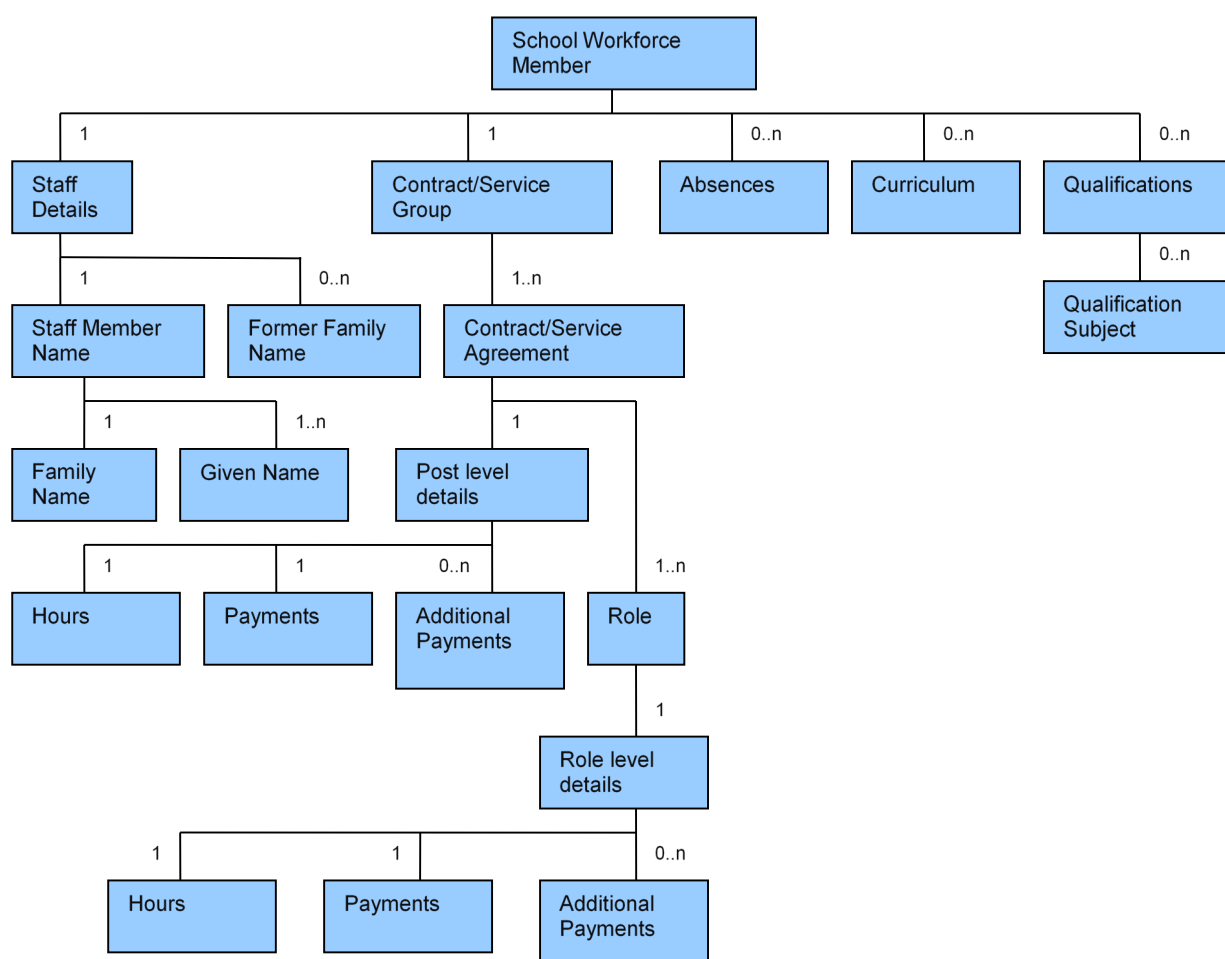 School Workforce
Member
1
1
0..n
0..n
0..n
Staff
Details
Contract/Service
Group
Absences
Curriculum
Qualifications
1
0..n
1..n
0..n
Staff Member
Name
Former Family
Name
Contract/Service
Agreement
Qualification
Subject
1
1..n
1
Family
Name
Given Name
Post level
details
1
1
0..n
1..n
Hours
Payments
Additional
Payments
Role
1
Role level
details
1
1
0..n
Hours
Payments
Additional
Payments